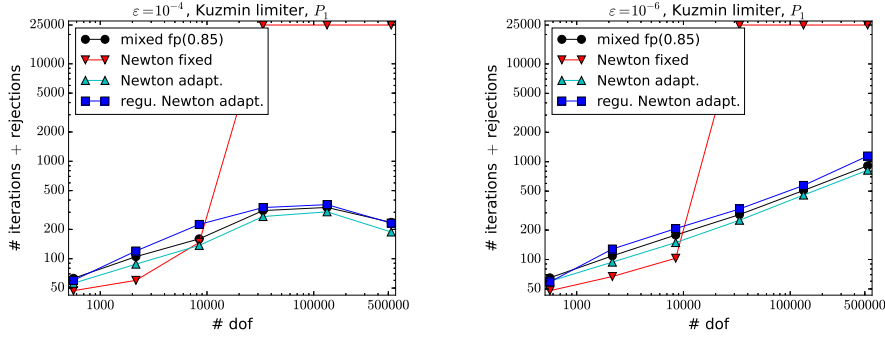 ε=10⁻⁴, Kuzmin limiter, P₁
25000
10000
5000
2000
1000
500
200
100
50
# iterations + rejections
mixed fp(0.85)
Newton fixed
Newton adapt.
regu. Newton adapt.
1000
10000
100000
500000
# dof
ε=10⁻⁶, Kuzmin limiter, P₁
25000
10000
5000
2000
1000
500
200
100
50
# iterations + rejections
mixed fp(0.85)
Newton fixed
Newton adapt.
regu. Newton adapt.
1000
10000
100000
500000
# dof